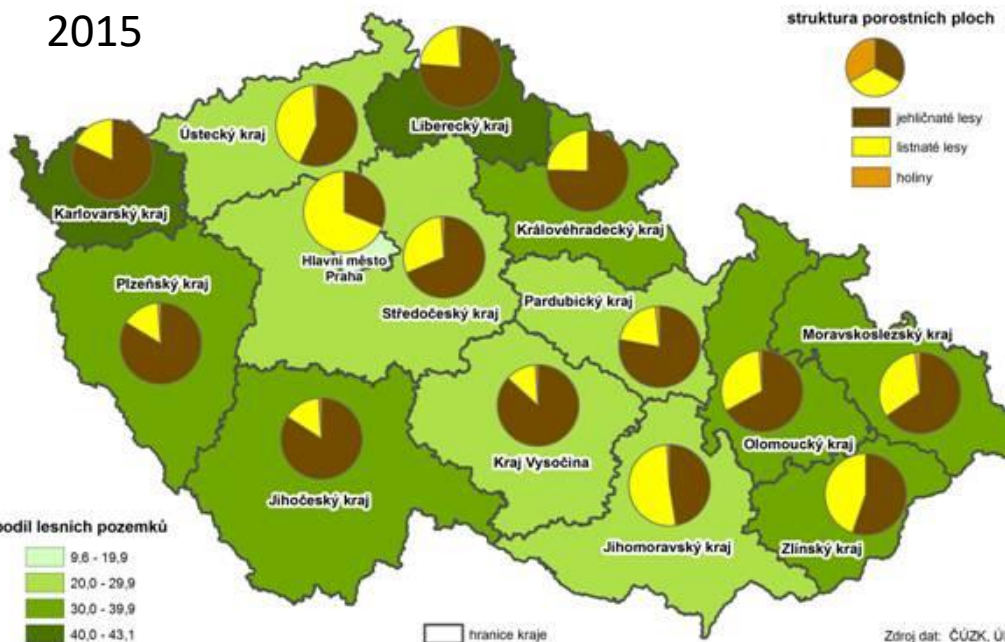 2015
struktura porostních ploch
jehličnaté lesy
listnaté lesy
holiny
Ústecký kraj
Liberecký kraj
Karlovarský kraj
Královéhradecký kraj
Hlavní město
Praha
Plzeňský kraj
Středočeský kraj
Pardubický kraj
Moravskoslezský kraj
Olomoucký kraj
Kraj Vysočina
Jihočeský kraj
Jihomoravský kraj
Zlínský kraj
podíl lesních pozemků
9,6 - 19,9
20,0 - 29,9
30,0 - 39,9
40,0 - 43,1
hranice kraje
Zdroj dat: ČÚZK,